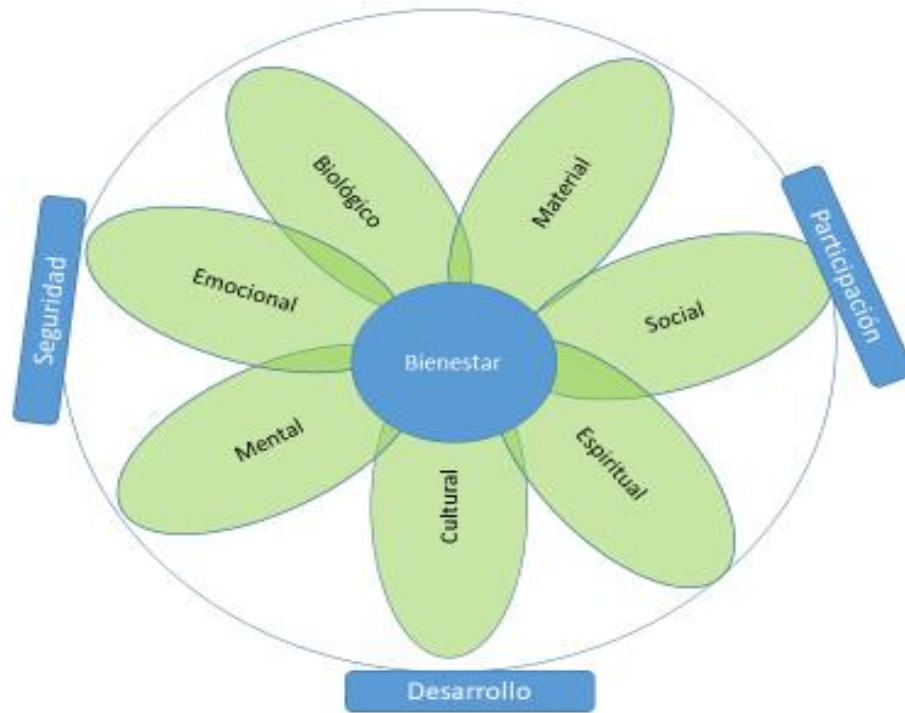 Biológico
Material
Participación
Seguridad
Emocional
Social
Bienestar
Mental
Espiritual
Cultural
Desarrollo